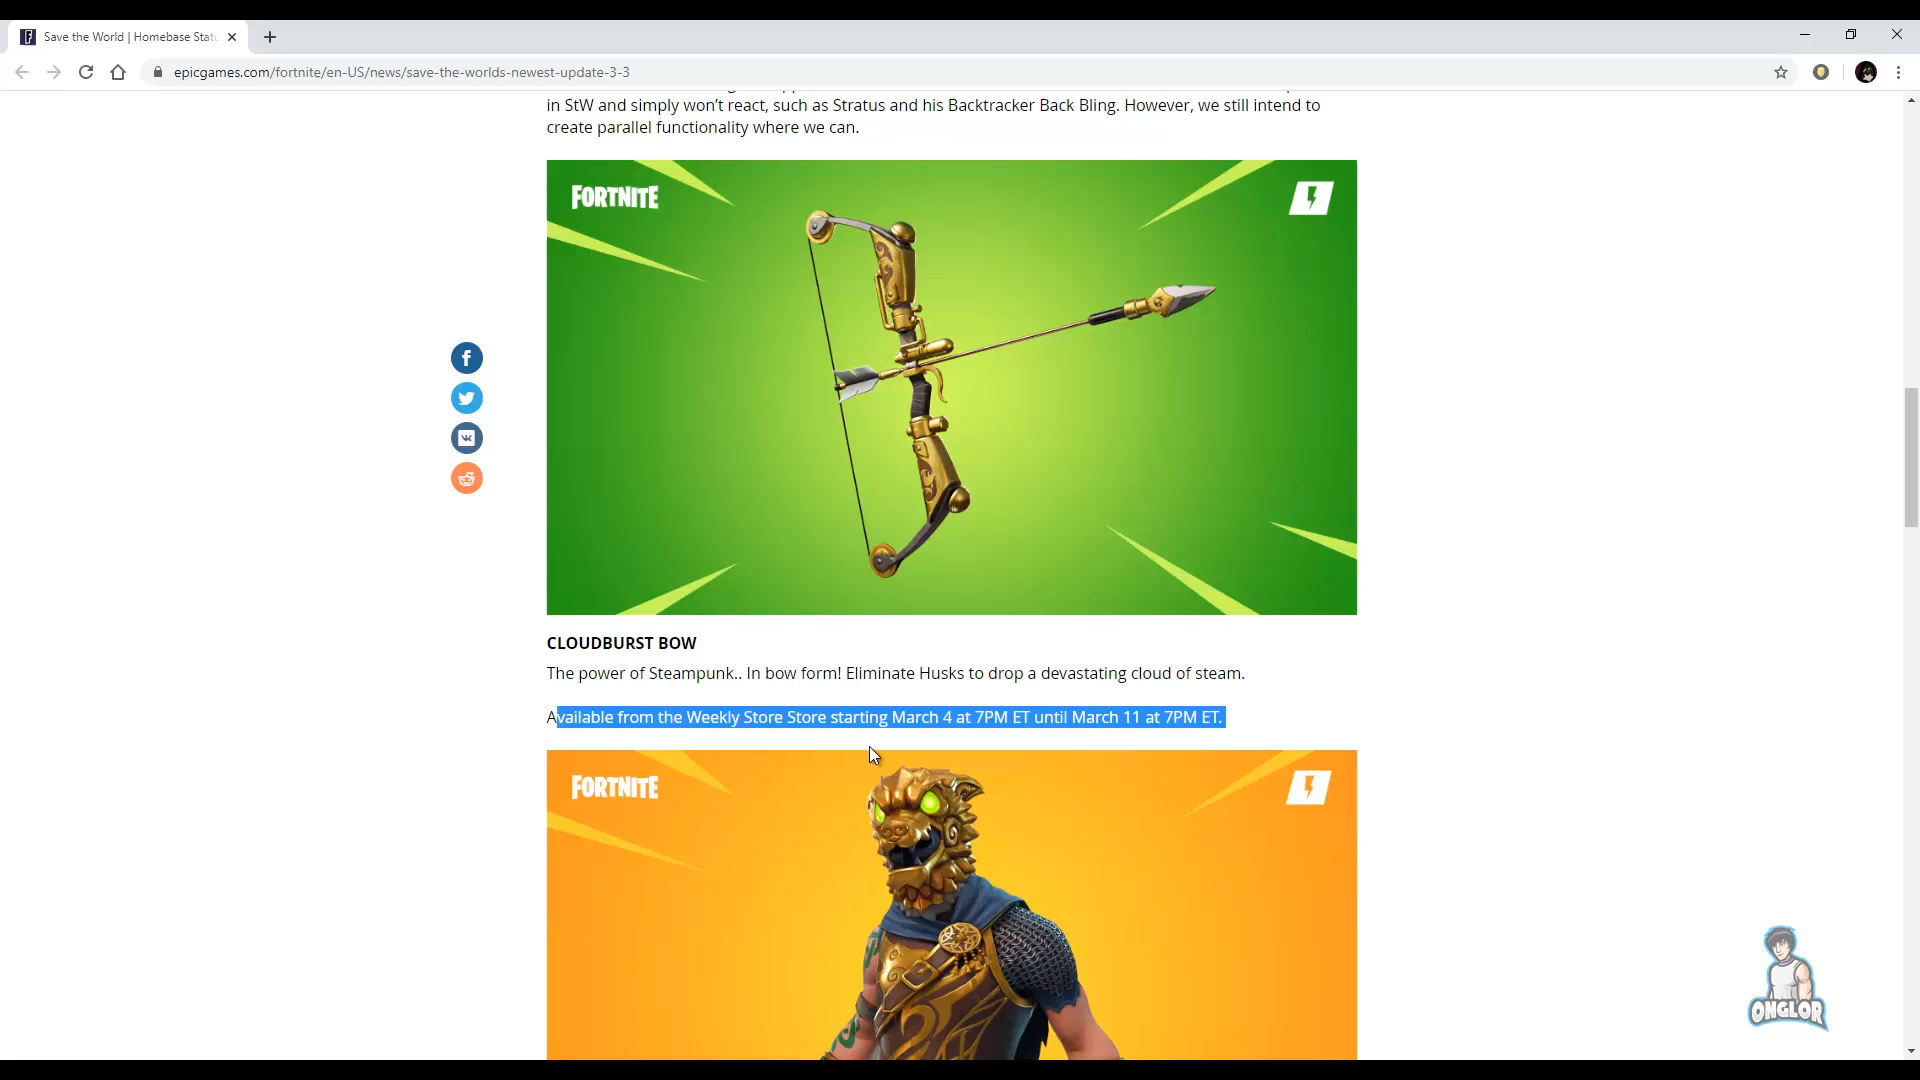 Save the World | Homebase Statu
epicgames.com/fortnite/en-US/news/save-the-worlds-newest-update-3-3
in StW and simply won't react, such as Stratus and his Backtracker Back Bling. However, we still intend to
create parallel functionality where we can.
FORTNITE
CLOUDBURST BOW
The power of Steampunk.. In bow form! Eliminate Husks to drop a devastating cloud of steam.
Available from the Weekly Store Store starting March 4 at 7PM ET until March 11 at 7PM ET.
FORTNITE
ONGLOR